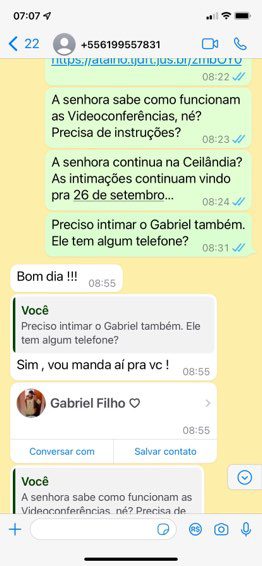 07:07
22
+556199557831
https://atalho.tjdft.jus.br/zmbOYU
08:22
A senhora sabe como funcionam
as Videoconferências, né?
Precisa de instruções?
08:23
A senhora continua na Ceilândia?
As intimações continuam vindo
pra 26 de setembro...
08:24
Preciso intimar o Gabriel também.
Ele tem algum telefone?
08:31
Bom dia !!!
08:55
Você
Preciso intimar o Gabriel também. Ele
tem algum telefone?
Sim , vou manda aí pra vc !
08:55
Gabriel Filho
08:55
Conversar com
Salvar contato
Você
A senhora sabe como funcionam as
Videoconferências, né? Precisa de
R$